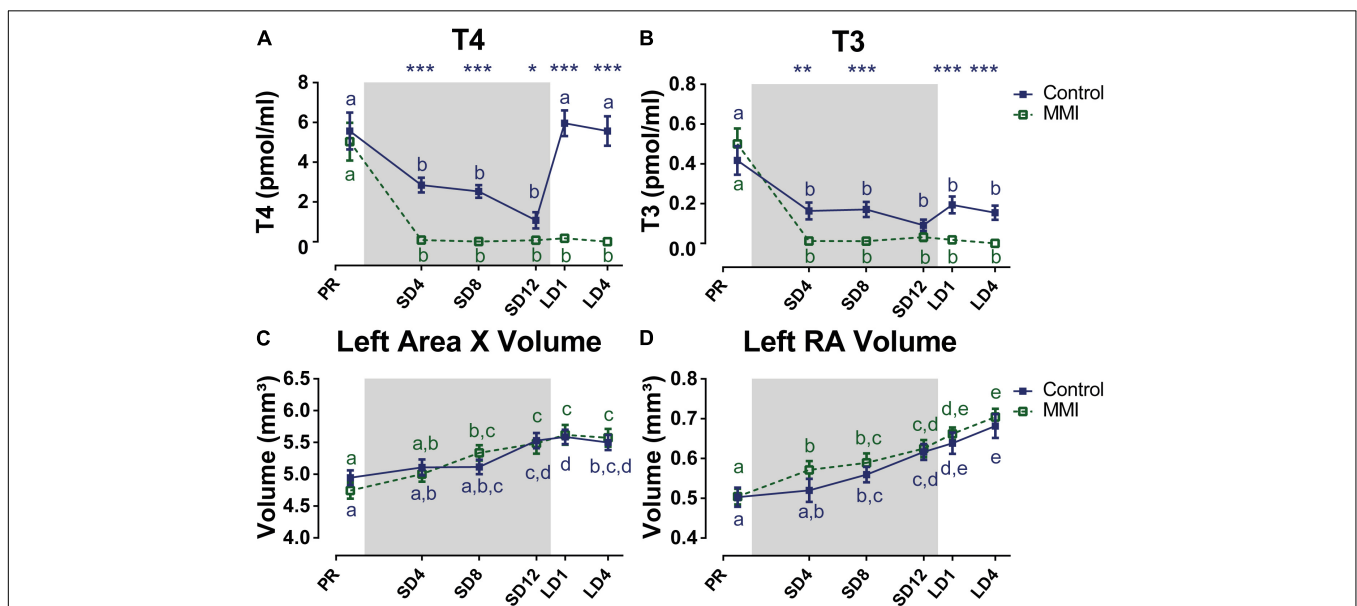 A
T4
B
T3
*** *** * *** ***
** *** *** ***
T4 (pmol/ml)
8
6
4
2
0
a b b b a a
a b b b b b
PR SD4 SD8 SD12 LD1 LD4
T3 (pmol/ml)
0.8
0.6
0.4
0.2
0.0
a b b b b b
a b b b b b
PR SD4 SD8 SD12 LD1 LD4
Control
MMI
C
Left Area X Volume
D
Left RA Volume
Volume (mm³)
6.5
6.0
5.5
5.0
4.5
4.0
a a,b b,c c c c
a a,b a,b,c c,d d b,c,d
PR SD4 SD8 SD12 LD1 LD4
Volume (mm³)
0.8
0.7
0.6
0.5
0.4
a b b,c c,d d,e e
a a,b b,c c,d d,e e
PR SD4 SD8 SD12 LD1 LD4
Control
MMI